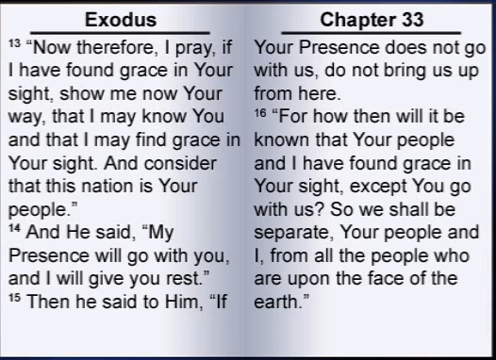 Exodus
13 “Now therefore, I pray, if
I have found grace in Your
sight, show me now Your
way, that I may know You
and that I may find grace in
Your sight. And consider
that this nation is Your
people.”
14 And He said, “My
Presence will go with you,
and I will give you rest.”
15 Then he said to Him, “If
Chapter 33
Your Presence does not go
with us, do not bring us up
from here.
16 “For how then will it be
known that Your people
and I have found grace in
Your sight, except You go
with us? So we shall be
separate, Your people and
I, from all the people who
are upon the face of the
earth.”